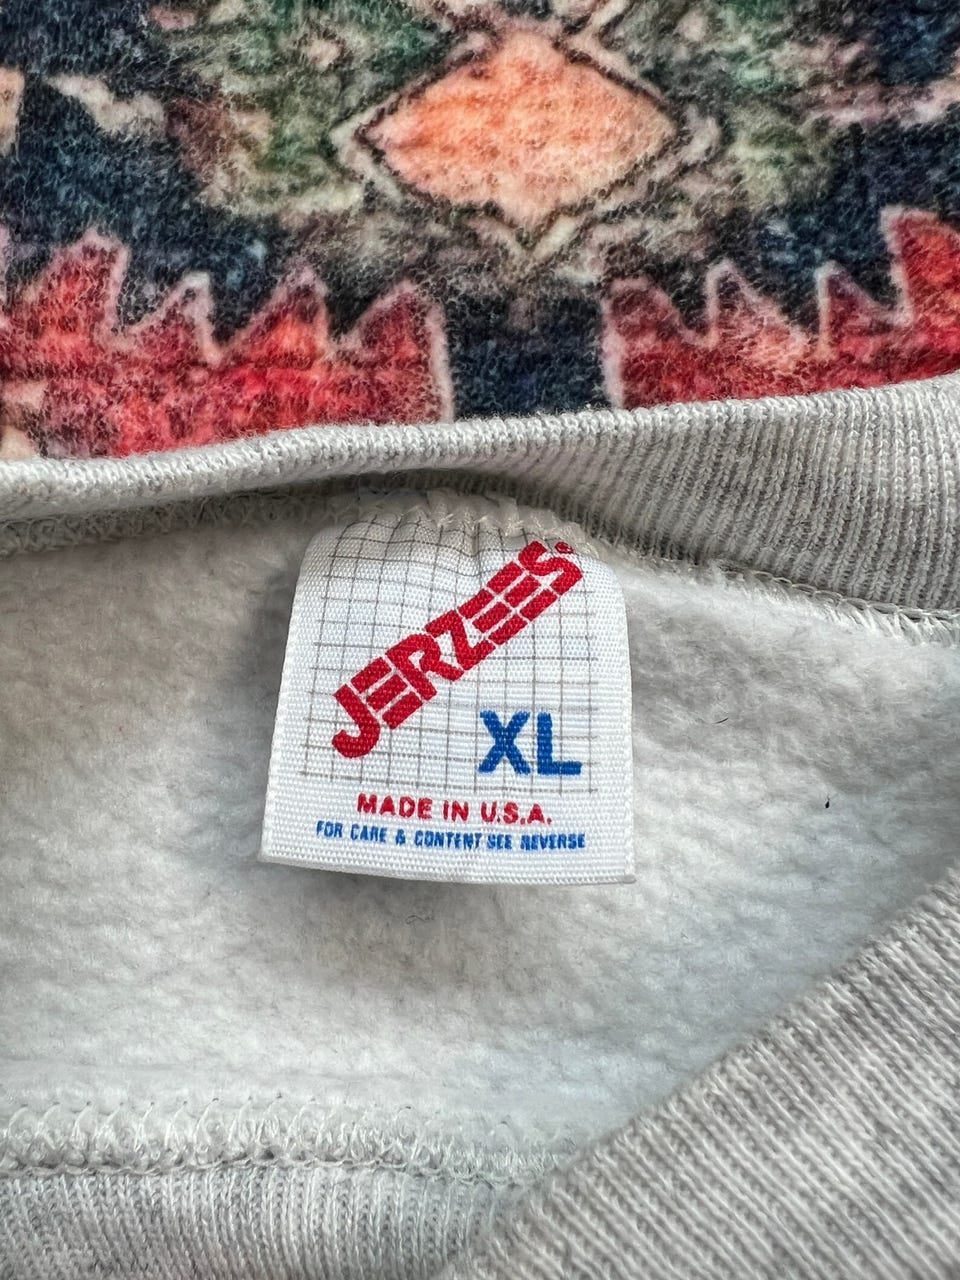 JERZEES
XL
MADE IN U.S.A.
FOR CARE & CONTENT SEE REVERSE